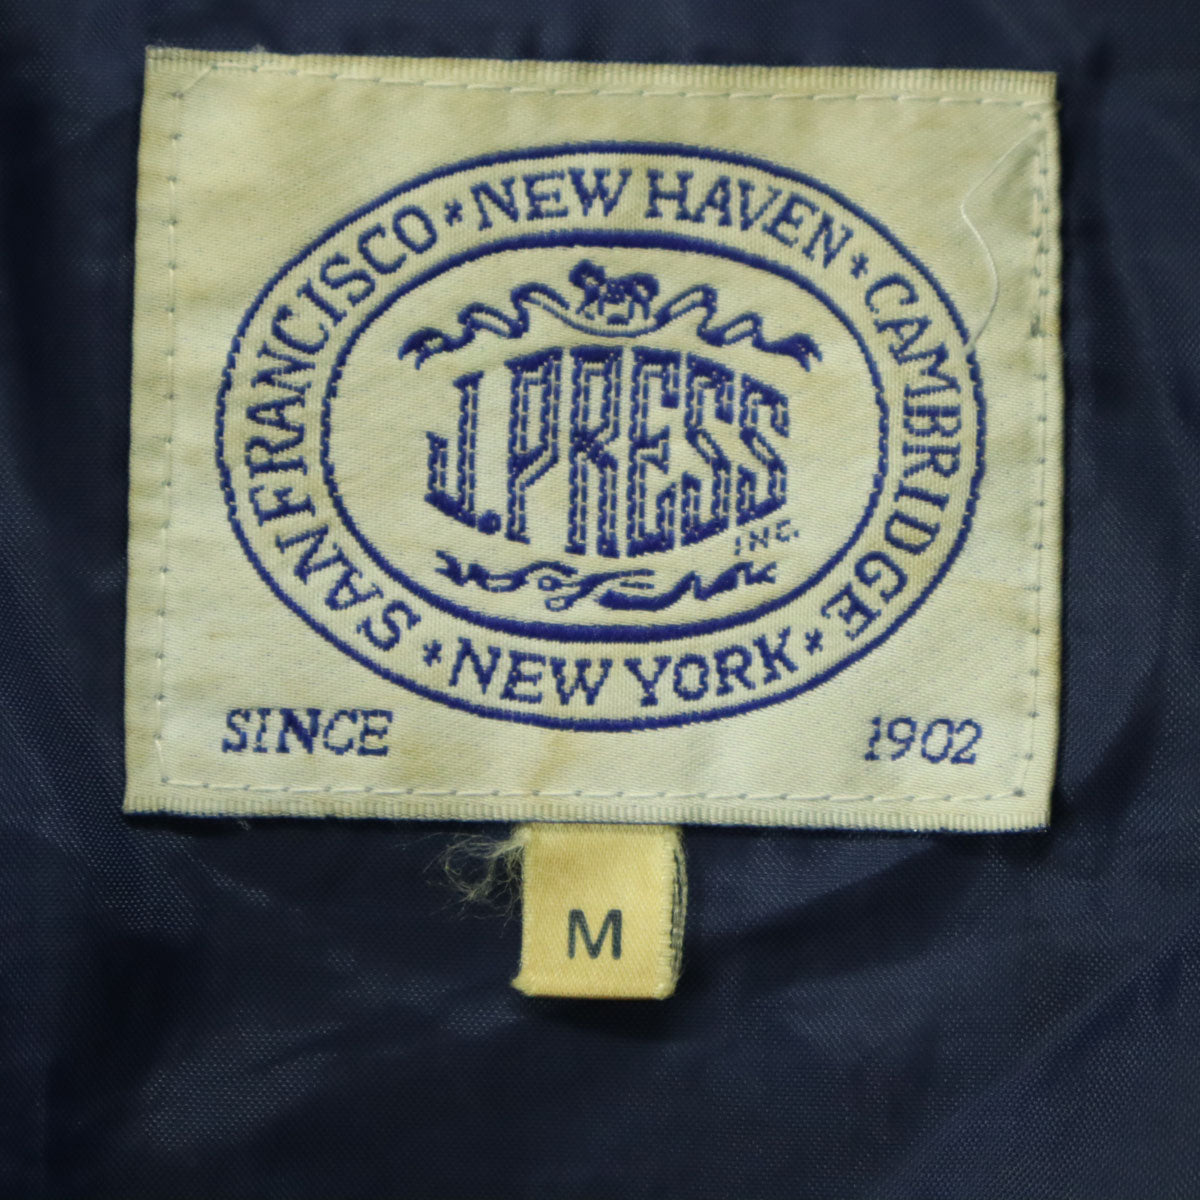 SAN FRANCISCO * NEW HAVEN * CAMBRIDGE * NEW YORK *
J. PRESS
INC.
SINCE 1902
M